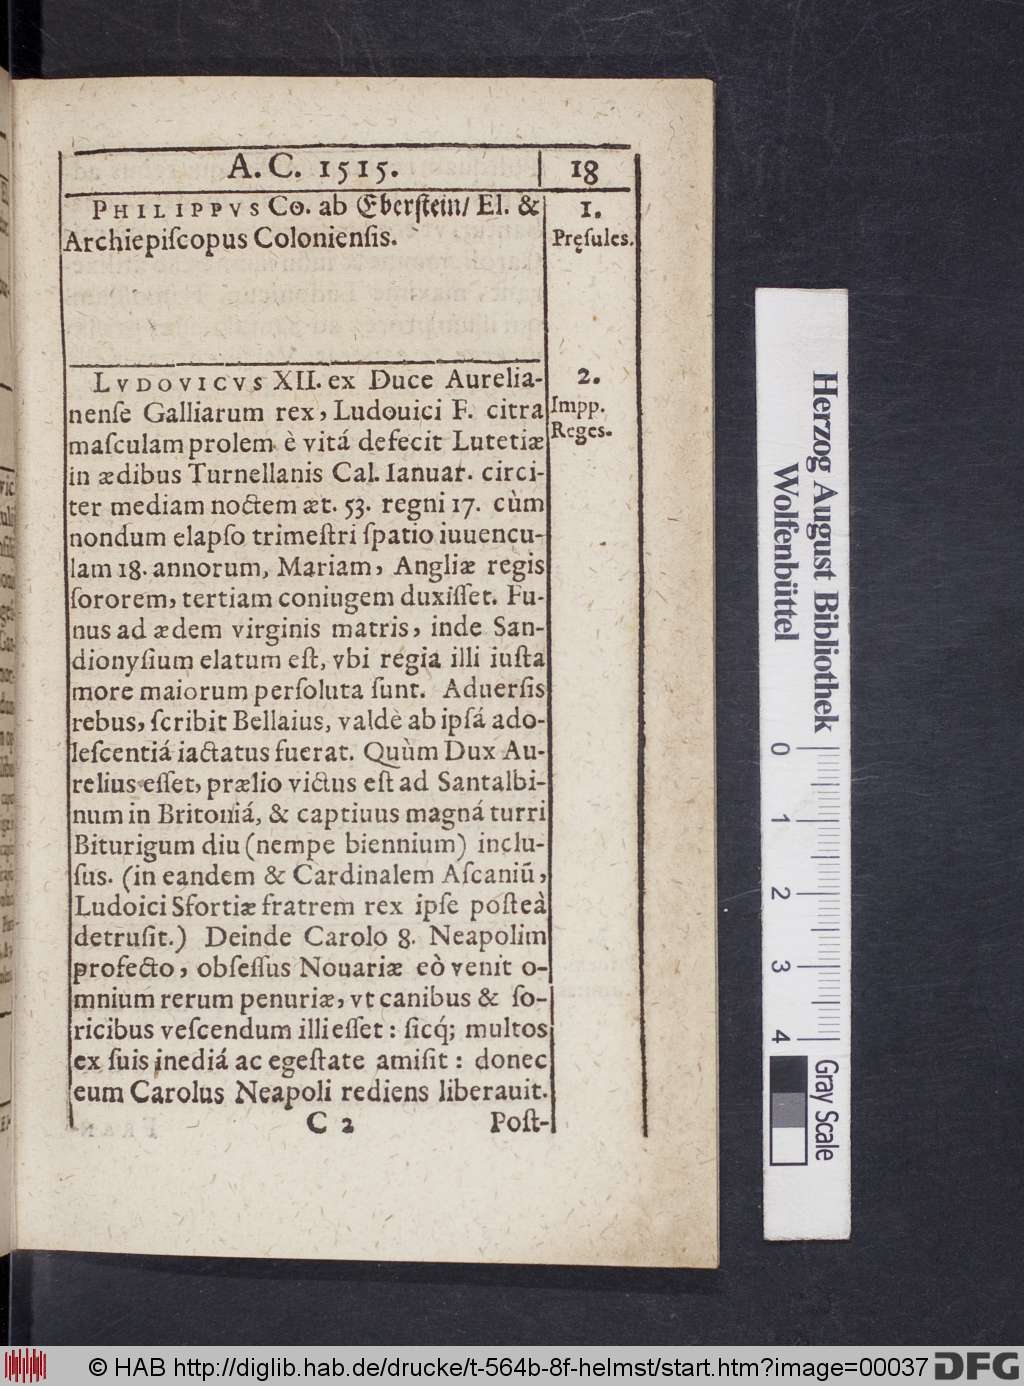 A. C. 1515. 18
PHILIPPVS Co. ab Eberstein/ El. &
Archiepiſcopus Colonienſis.
1.
Pręſules.
LVDOVICVS XII. ex Duce Aurelia-
nenſe Galliarum rex, Ludouici F. citra
maſculam prolem è vitá defecit Lutetiæ
in ædibus Turnellanis Cal. Ianuar. circi-
ter mediam noctem æt. 53. regni 17. cùm
nondum elapſo trimeſtri ſpatio iuuencu-
lam 18. annorum, Mariam, Angliæ regis
ſororem, tertiam coniugem duxiſſet. Fu-
nus ad ædem virginis matris, inde San-
dionyſium elatum eſt, vbi regia illi iuſta
more maiorum perſoluta ſunt. Aduerſis
rebus, ſcribit Bellaius, valdè ab ipſá ado-
leſcentiá iactatus fuerat. Quùm Dux Au-
relius eſſet, prælio victus eſt ad Santalbi-
num in Britoniá, & captiuus magná turri
Biturigum diu (nempe biennium) inclu-
ſus. (in eandem & Cardinalem Aſcaniũ,
Ludoici Sfortiæ fratrem rex ipſe poſteà
detruſit.) Deinde Carolo 8. Neapolim
profecto, obſeſſus Nouariæ eò venit o-
mnium rerum penuriæ, vt canibus & ſo-
ricibus veſcendum illi eſſet: ſicq́; multos
ex ſuis inediá ac egeſtate amiſit: donec
eum Carolus Neapoli rediens liberauit.
2.
Impp.
Reges.
C 2 Poſt-
Herzog August Bibliothek
Wolfenbüttel
0 1 2 3 4
Gray Scale
© HAB http://diglib.hab.de/drucke/t-564b-8f-helmst/start.htm?image=00037
DFG